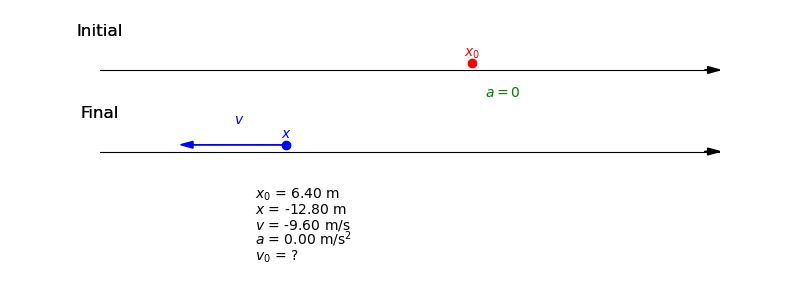 Initial
x₀
a = 0
Final
v
x
x₀ = 6.40 m
x = -12.80 m
v = -9.60 m/s
a = 0.00 m/s²
v₀ = ?